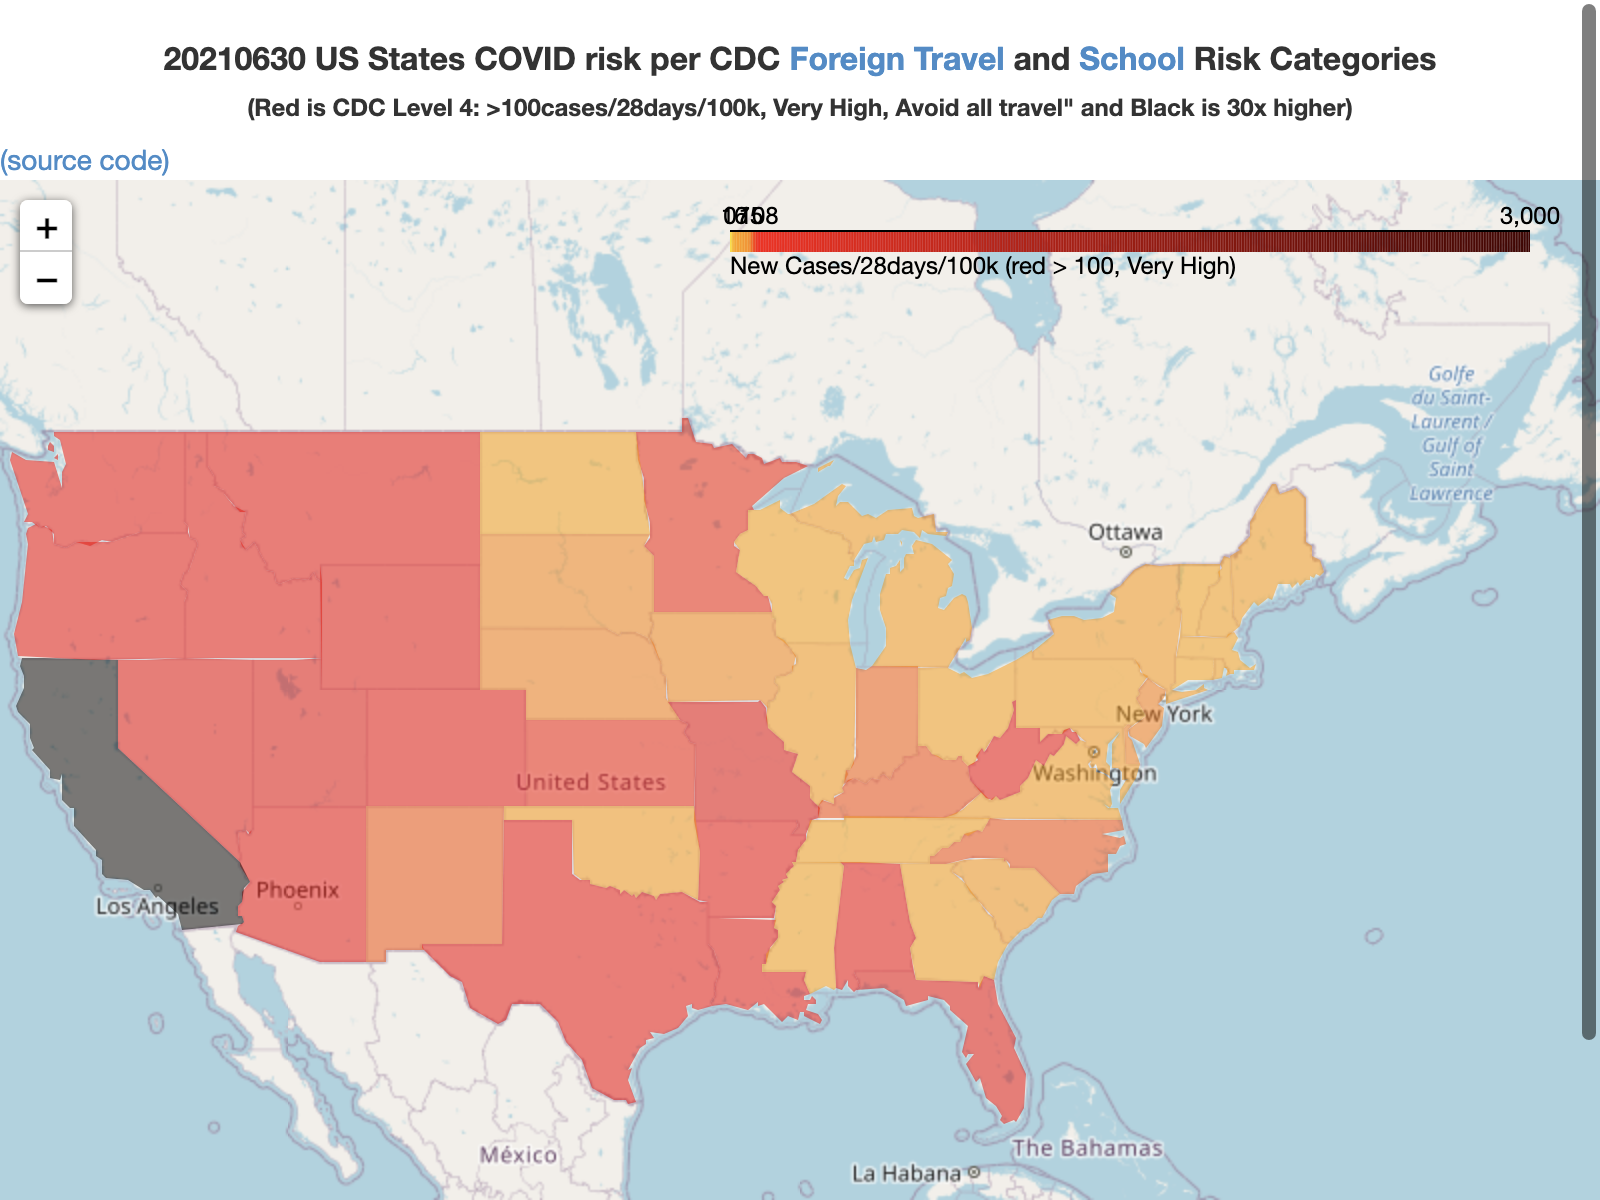 20210630 US States COVID risk per CDC Foreign Travel and School Risk Categories
(Red is CDC Level 4: >100cases/28days/100k, Very High, Avoid all travel" and Black is 30x higher)
(source code)
+
−
3,000
New Cases/28days/100k (red > 100, Very High)
Golfe
du Saint-
Laurent /
Gulf of
Saint
Lawrence
Ottawa
New York
Washington
United States
Phoenix
Los Angeles
México
The Bahamas
La Habana